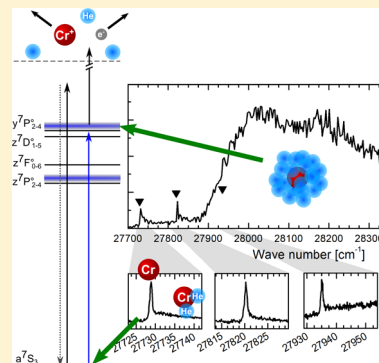 He
Cr⁺
e⁻
y⁷P°₂₋₄
z⁷D°₁₋₅
z⁷F°₀₋₆
z⁷P°₂₋₄
a⁷S₃
27700 27800 27900 28000 28100 28200 28300
Wave number [cm⁻¹]
Cr
Cr He
He
27725 27730 27735 27740
27815 27820 27825 27830
27930 27940 27950